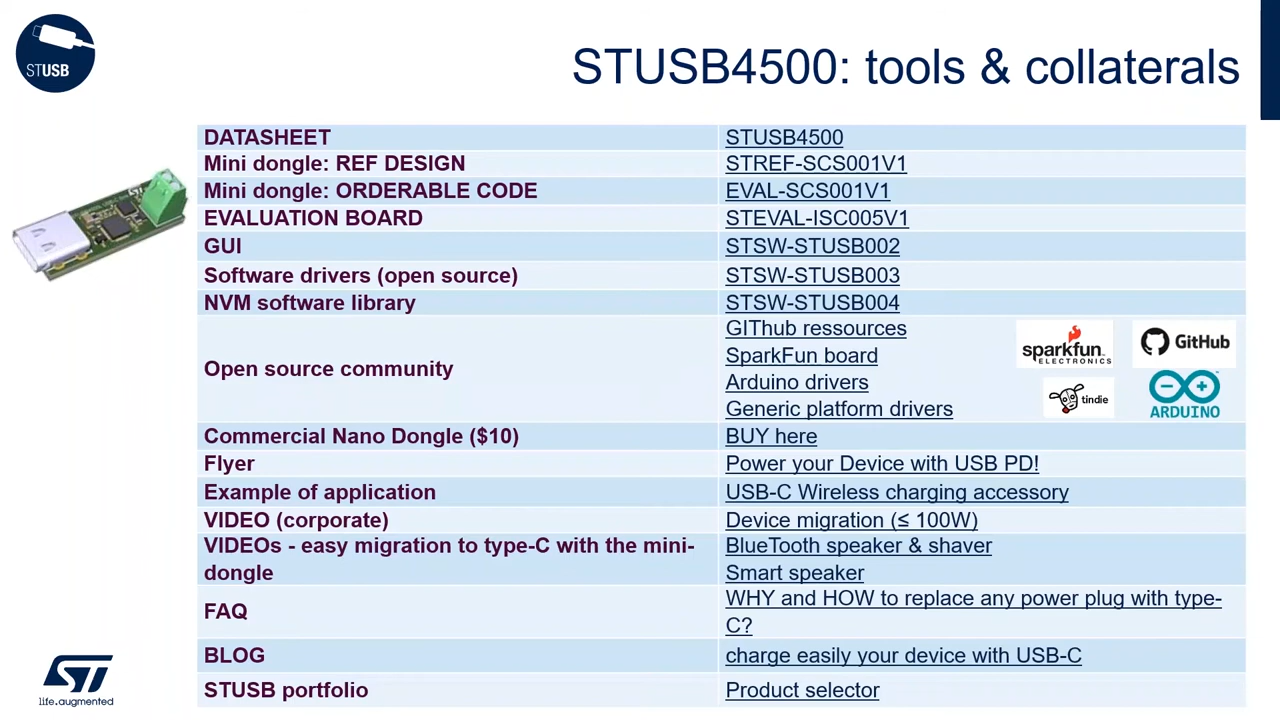 STUSB
STUSB4500: tools & collaterals
DATASHEET
STUSB4500
Mini dongle: REF DESIGN
STREF-SCS001V1
Mini dongle: ORDERABLE CODE
EVAL-SCS001V1
EVALUATION BOARD
STEVAL-ISC005V1
GUI
STSW-STUSB002
Software drivers (open source)
STSW-STUSB003
NVM software library
STSW-STUSB004
Open source community
GIThub ressources
SparkFun board
Arduino drivers
Generic platform drivers
sparkfun
ELECTRONICS
GitHub
tindie
ARDUINO
Commercial Nano Dongle ($10)
BUY here
Flyer
Power your Device with USB PD!
Example of application
USB-C Wireless charging accessory
VIDEO (corporate)
Device migration (≤ 100W)
VIDEOs - easy migration to type-C with the mini-
dongle
BlueTooth speaker & shaver
Smart speaker
FAQ
WHY and HOW to replace any power plug with type-
C?
BLOG
charge easily your device with USB-C
STUSB portfolio
Product selector
ST
life.augmented